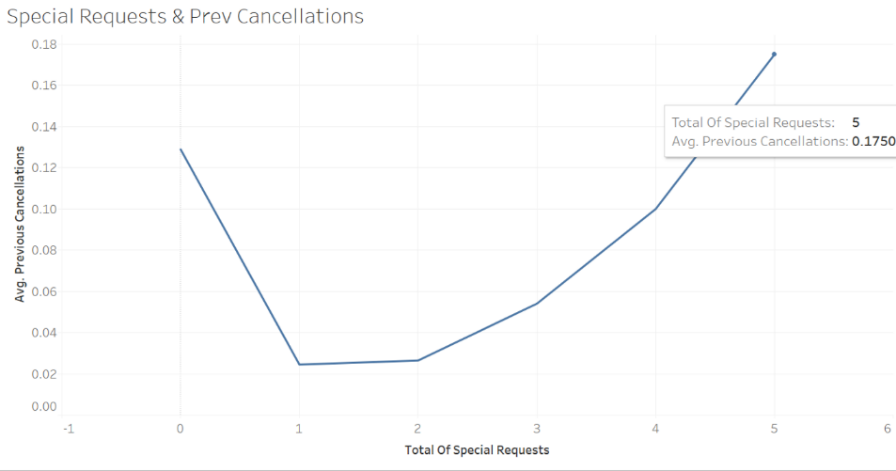 Special Requests & Prev Cancellations
0.18
0.16
0.14
0.12
0.10
0.08
0.06
0.04
0.02
0.00
Avg. Previous Cancellations
Total Of Special Requests: 5
Avg. Previous Cancellations: 0.1750
-1 0 1 2 3 4 5 6
Total Of Special Requests